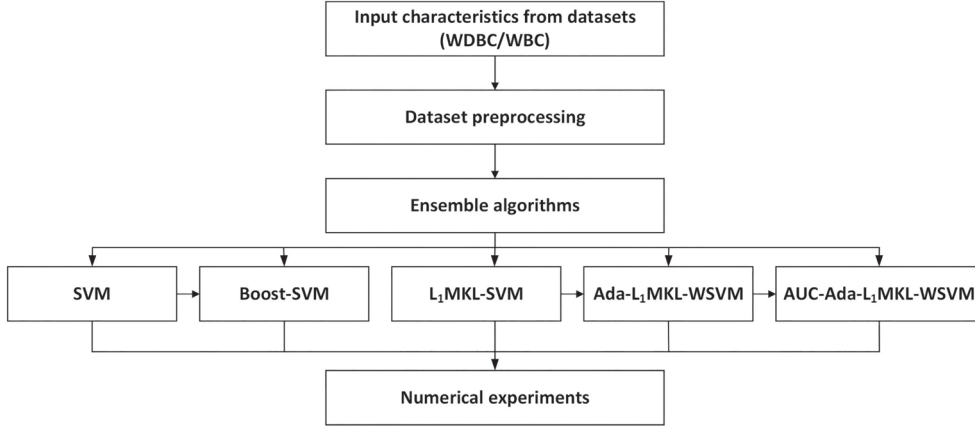 Input characteristics from datasets
(WDBC/WBC)
Dataset preprocessing
Ensemble algorithms
SVM
Boost-SVM
L₁MKL-SVM
Ada-L₁MKL-WSVM
AUC-Ada-L₁MKL-WSVM
Numerical experiments